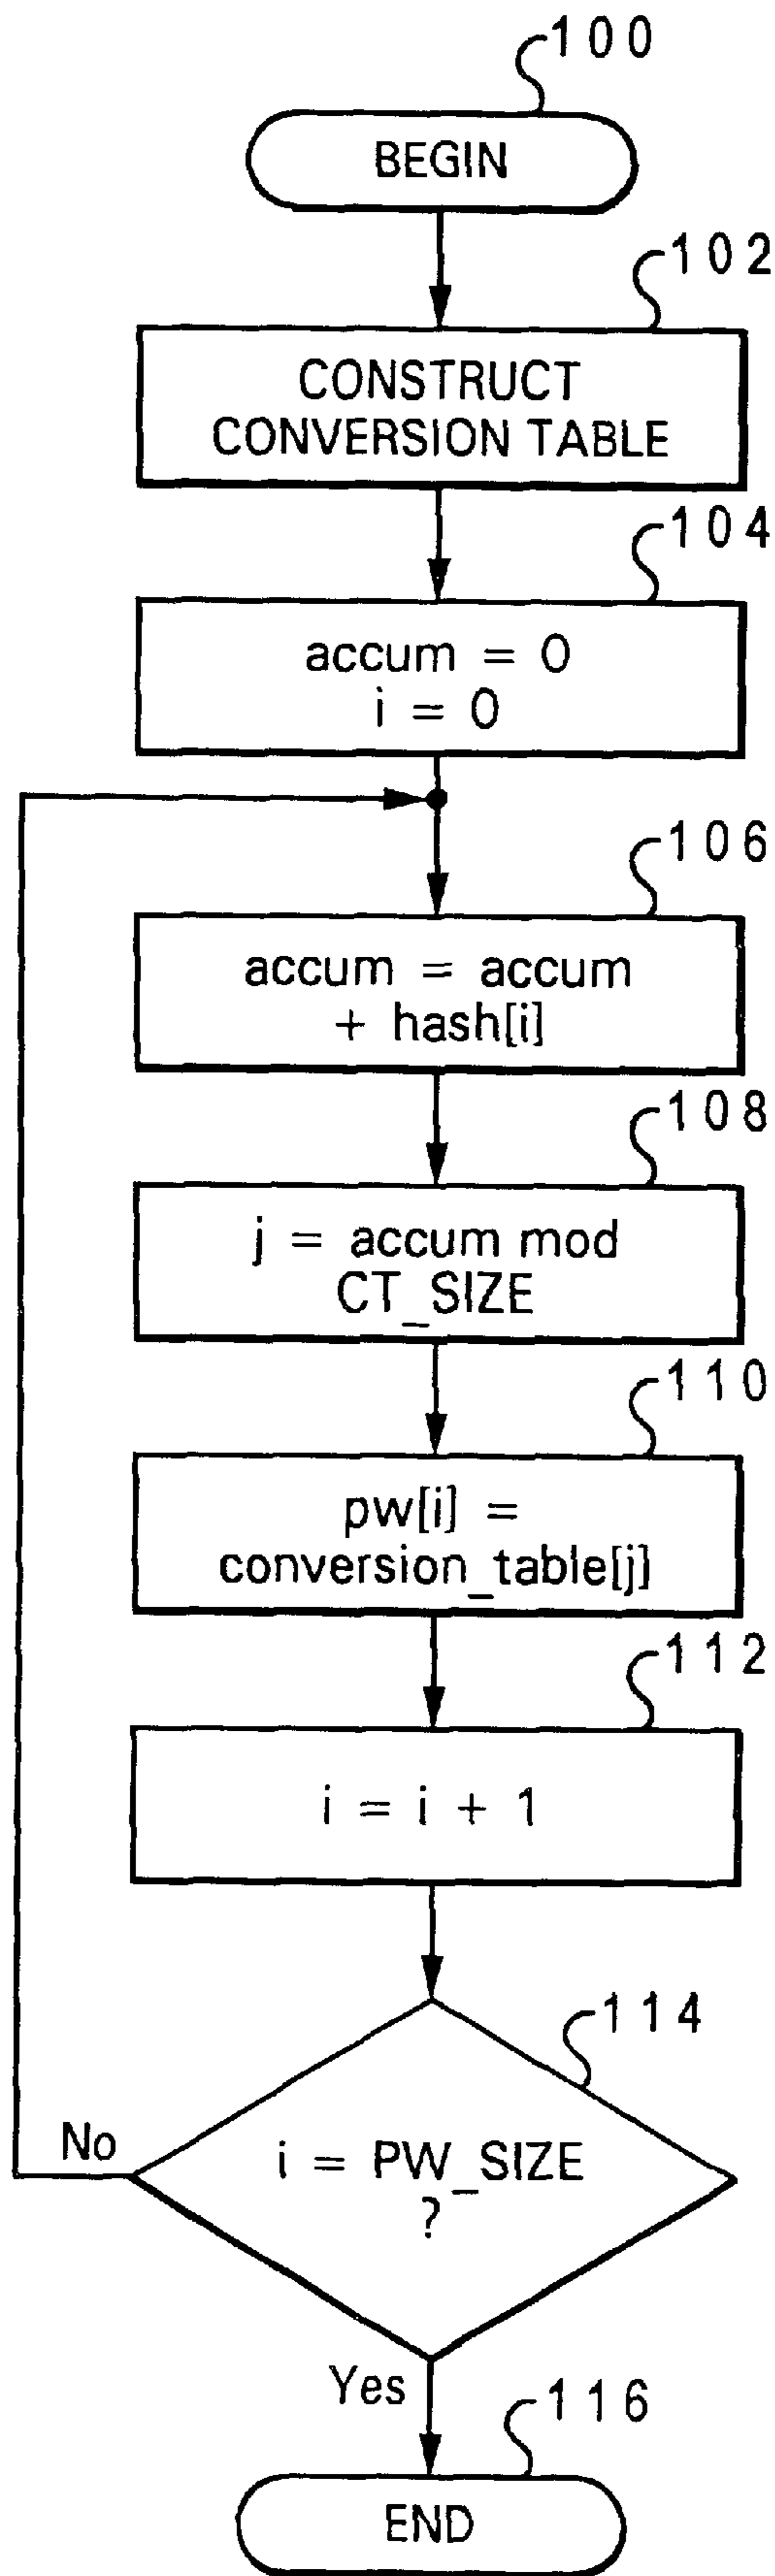 100
BEGIN
102
CONSTRUCT
CONVERSION TABLE
104
accum = 0
i = 0
106
accum = accum
+ hash[i]
108
j = accum mod
CT_SIZE
110
pw[i] =
conversion_table[j]
112
i = i + 1
114
i = PW_SIZE
?
No
Yes
116
END